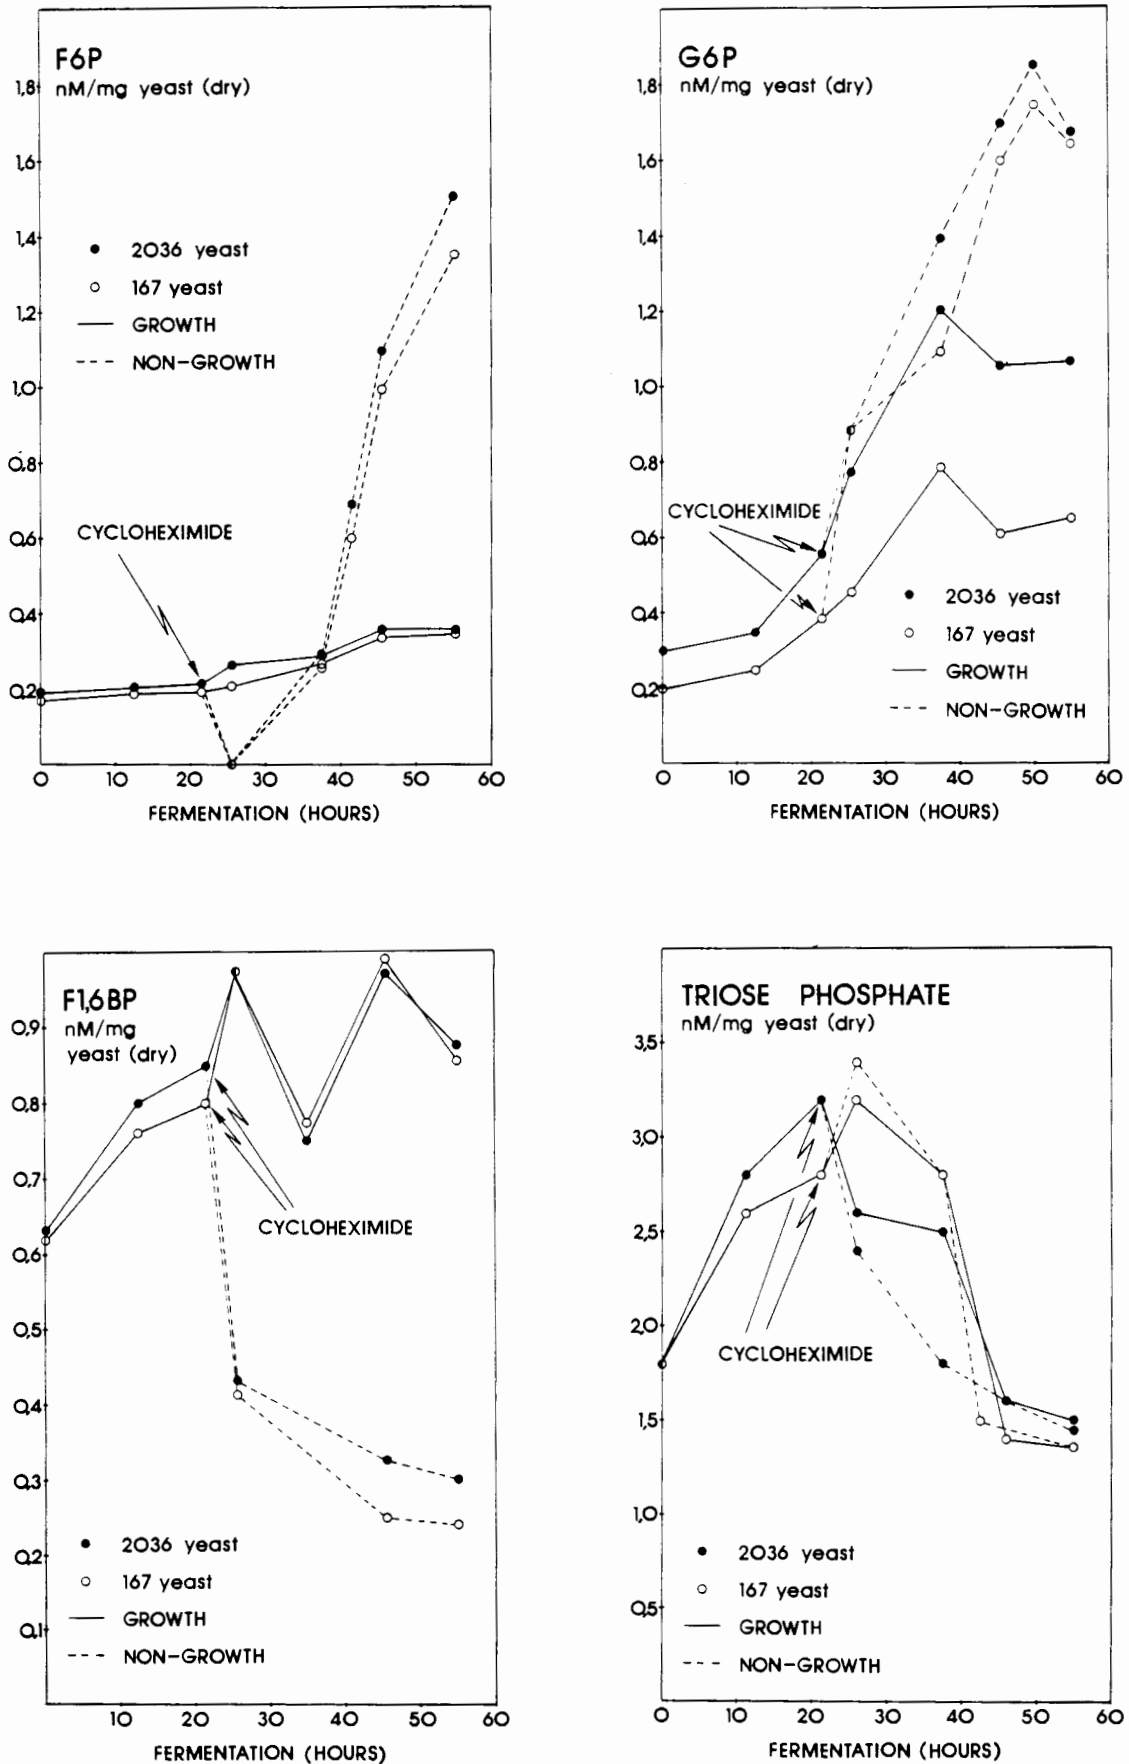 F6P
nM/mg yeast (dry)
1,8
1,6
1,4
1,2
1,0
0,8
0,6
0,4
0,2
2036 yeast
167 yeast
GROWTH
NON-GROWTH
CYCLOHEXIMIDE
0 10 20 30 40 50 60
FERMENTATION (HOURS)
G6P
nM/mg yeast (dry)
1,8
1,6
1,4
1,2
1,0
0,8
0,6
0,4
0,2
CYCLOHEXIMIDE
2036 yeast
167 yeast
GROWTH
NON-GROWTH
0 10 20 30 40 50 60
FERMENTATION (HOURS)
F1,6BP
nM/mg
yeast (dry)
0,9
0,8
0,7
0,6
0,5
0,4
0,3
0,2
0,1
CYCLOHEXIMIDE
2036 yeast
167 yeast
GROWTH
NON-GROWTH
10 20 30 40 50 60
FERMENTATION (HOURS)
TRIOSE PHOSPHATE
nM/mg yeast (dry)
3,5
3,0
2,5
2,0
1,5
1,0
0,5
CYCLOHEXIMIDE
2036 yeast
167 yeast
GROWTH
NON-GROWTH
0 10 20 30 40 50 60
FERMENTATION (HOURS)